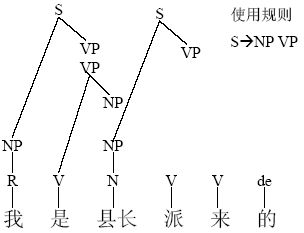 S S 使用规则
VP VP S→NP VP
VP
NP
NP NP
R V N V V de
我 是 县长 派 来 的